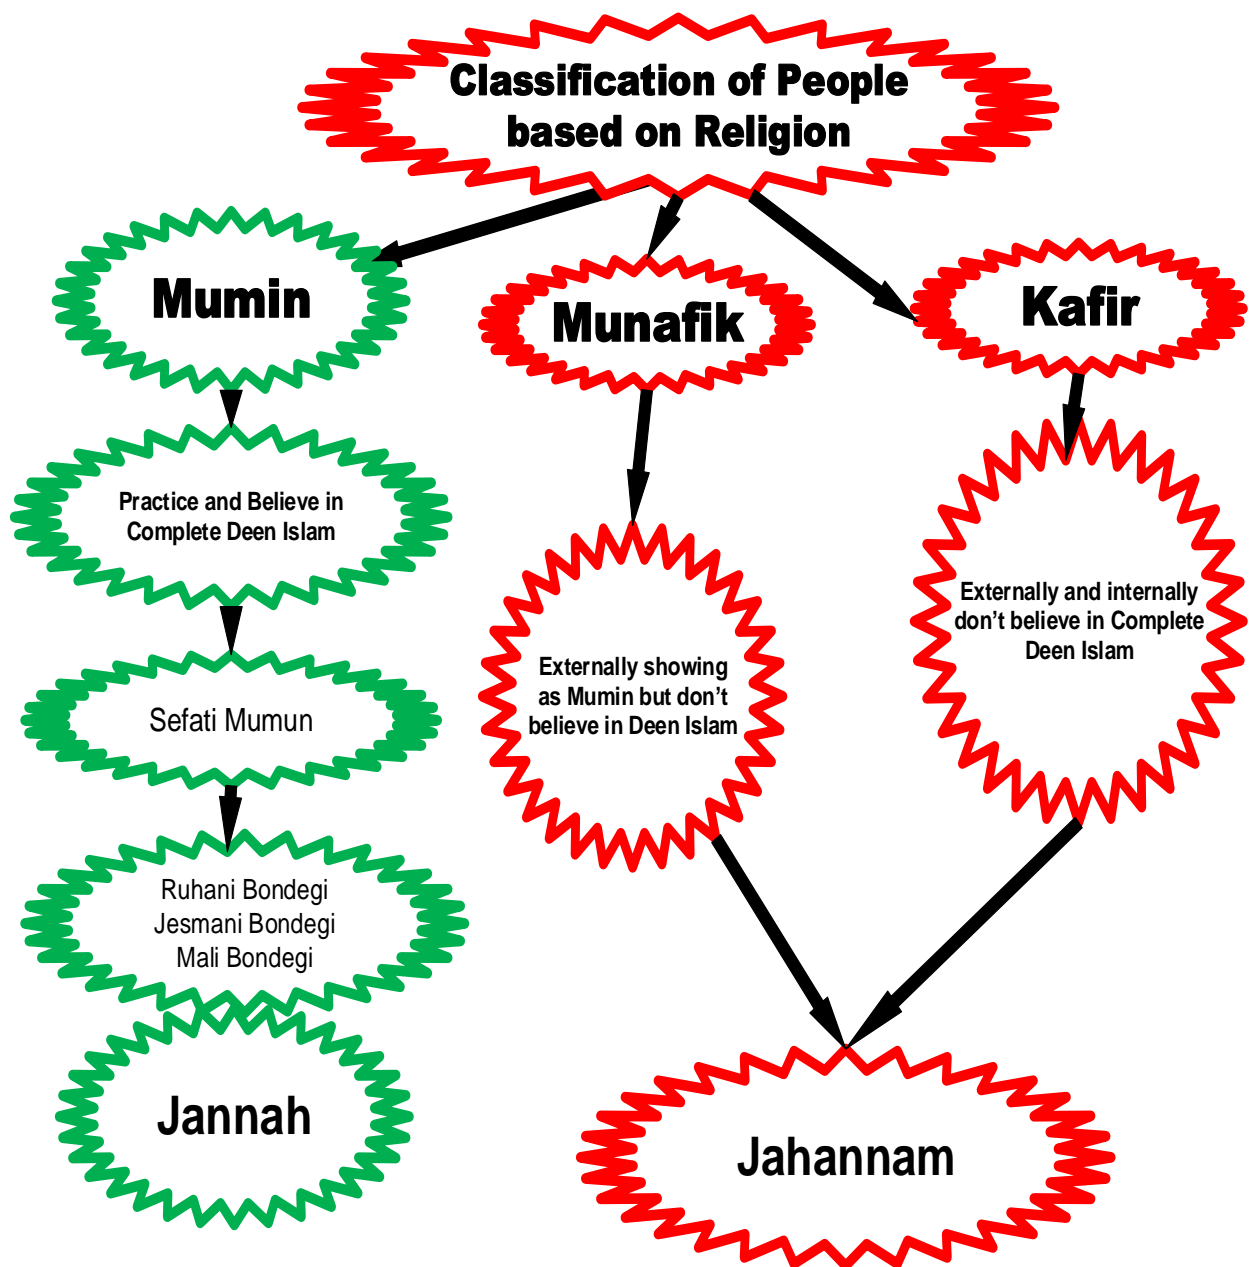 Classification of People
based on Religion
Mumin
Munafik
Kafir
Practice and Believe in
Complete Deen Islam
Externally and internally
don't believe in Complete
Deen Islam
Externally showing
as Mumin but don't
believe in Deen Islam
Sefati Mumun
Ruhani Bondegi
Jesmani Bondegi
Mali Bondegi
Jannah
Jahannam